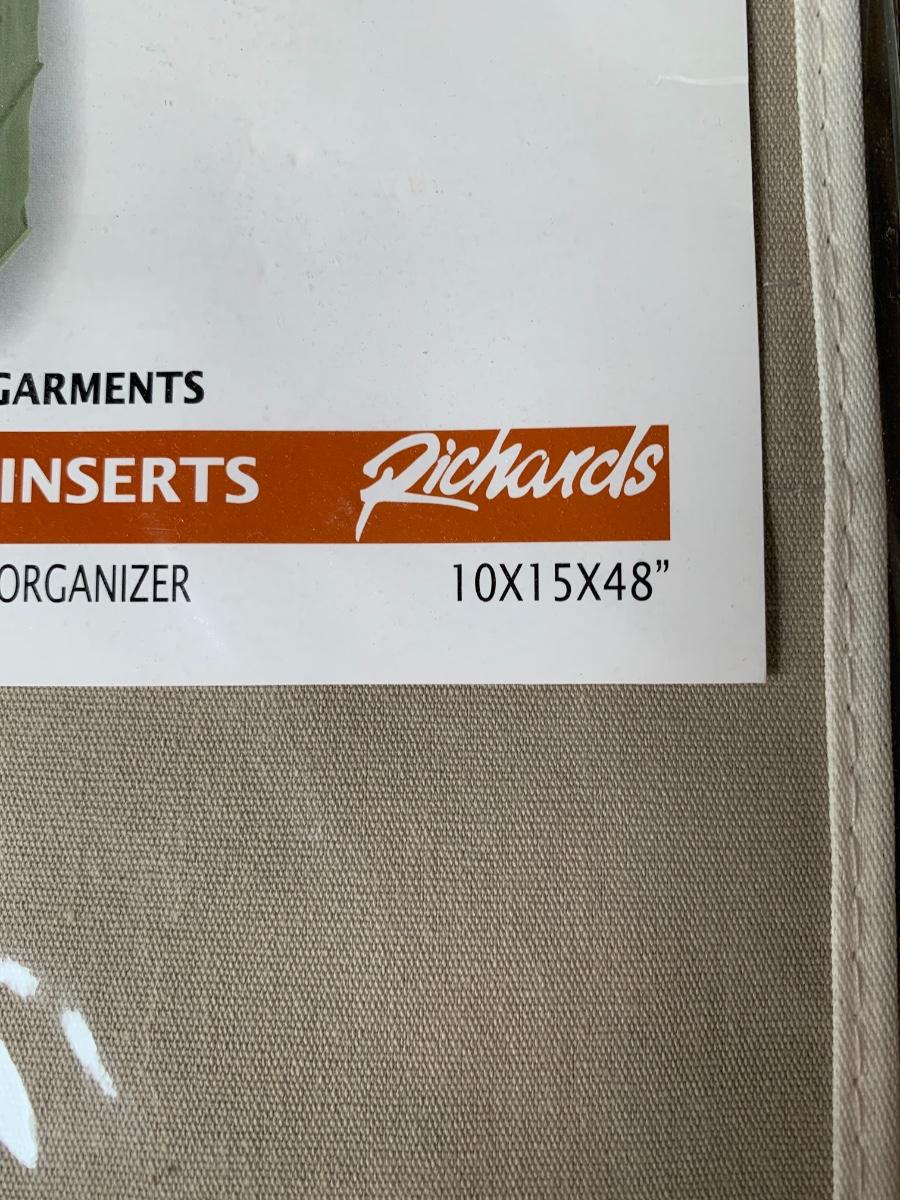 GARMENTS
INSERTS Richards
ORGANIZER 10X15X48”